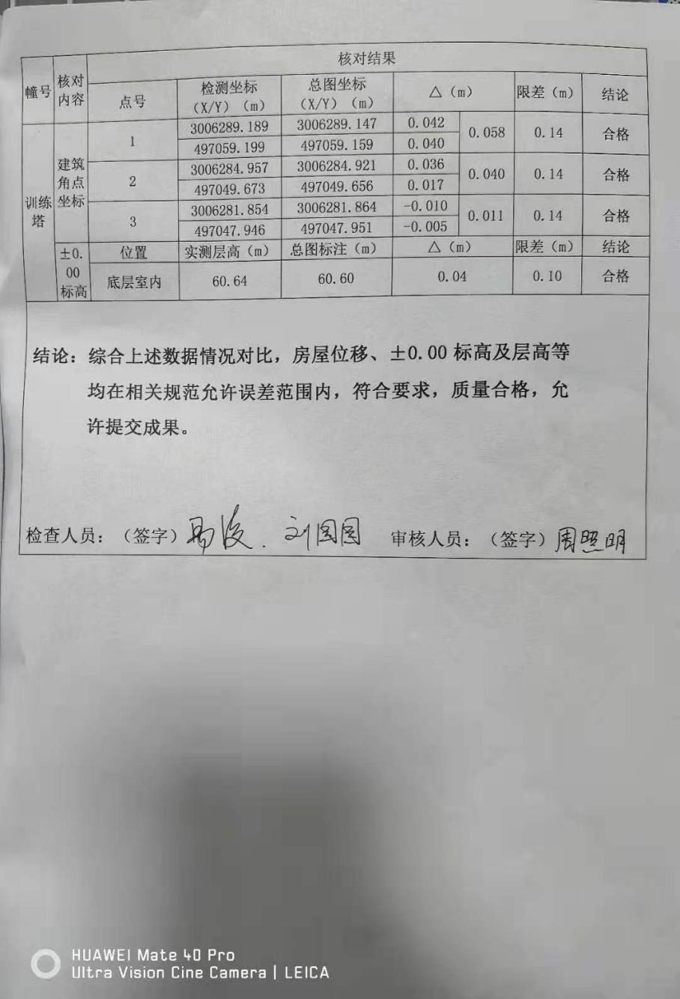 核对结果
幢号 核对内容 点号 检测坐标（X/Y）（m） 总图坐标（X/Y）（m） △（m） 限差（m） 结论
训练塔 建筑角点坐标 1 3006289.189 3006289.147 0.042 0.058 0.14 合格
497059.199 497059.159 0.040
2 3006284.957 3006284.921 0.036 0.040 0.14 合格
497049.673 497049.656 0.017
3 3006281.854 3006281.864 -0.010 0.011 0.14 合格
497047.946 497047.951 -0.005
±0.00标高 位置 实测层高（m） 总图标注（m） △（m） 限差（m） 结论
底层室内 60.64 60.60 0.04 0.10 合格
结论：综合上述数据情况对比，房屋位移、±0.00 标高及层高等
均在相关规范允许误差范围内，符合要求，质量合格，允
许提交成果。
检查人员：（签字） 刘国国 审核人员：（签字）周照明
HUAWEI Mate 40 Pro
Ultra Vision Cine Camera | LEICA